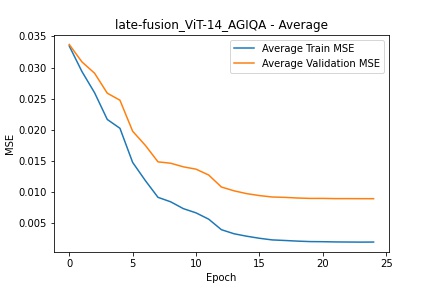 late-fusion_ViT-14_AGIQA - Average
Average Train MSE
Average Validation MSE
MSE
0.035
0.030
0.025
0.020
0.015
0.010
0.005
0 5 10 15 20 25
Epoch